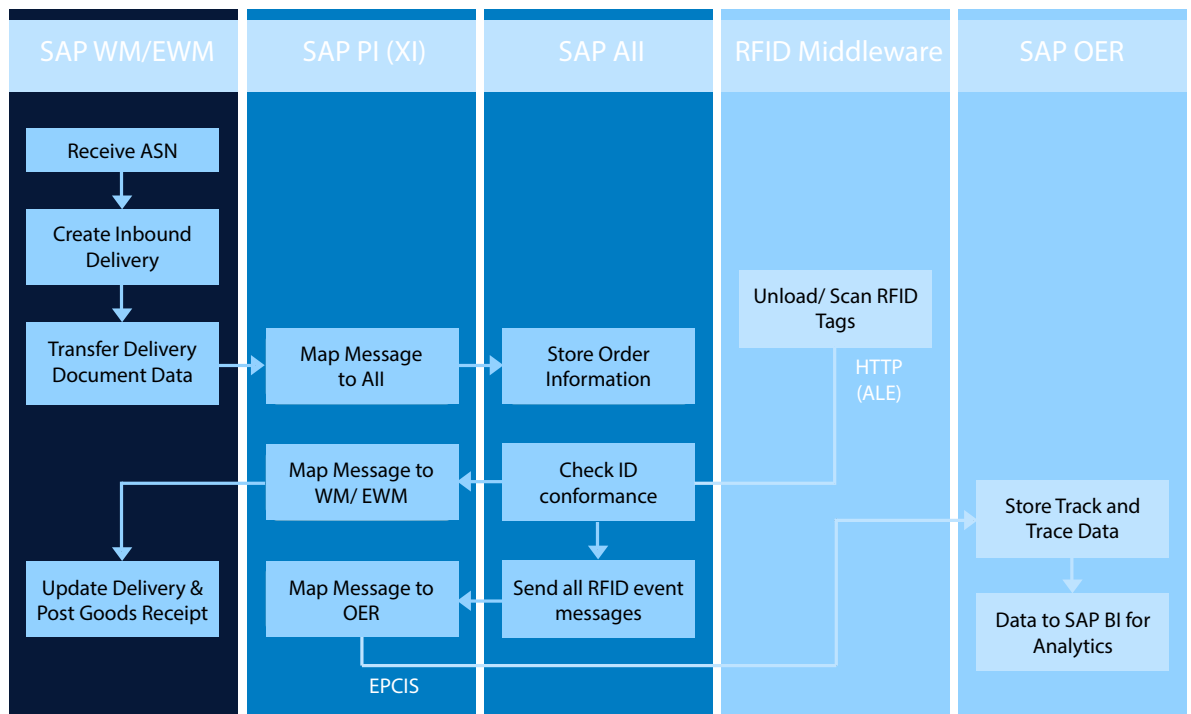 SAP WM/EWM
SAP PI (XI)
SAP AII
RFID Middleware
SAP OER
Receive ASN
Create Inbound
Delivery
Transfer Delivery
Document Data
Map Message
to AII
Store Order
Information
Unload/ Scan RFID
Tags
HTTP
(ALE)
Map Message to
WM/ EWM
Check ID
conformance
Store Track and
Trace Data
Update Delivery &
Post Goods Receipt
Map Message to
OER
Send all RFID event
messages
Data to SAP BI for
Analytics
EPCIS